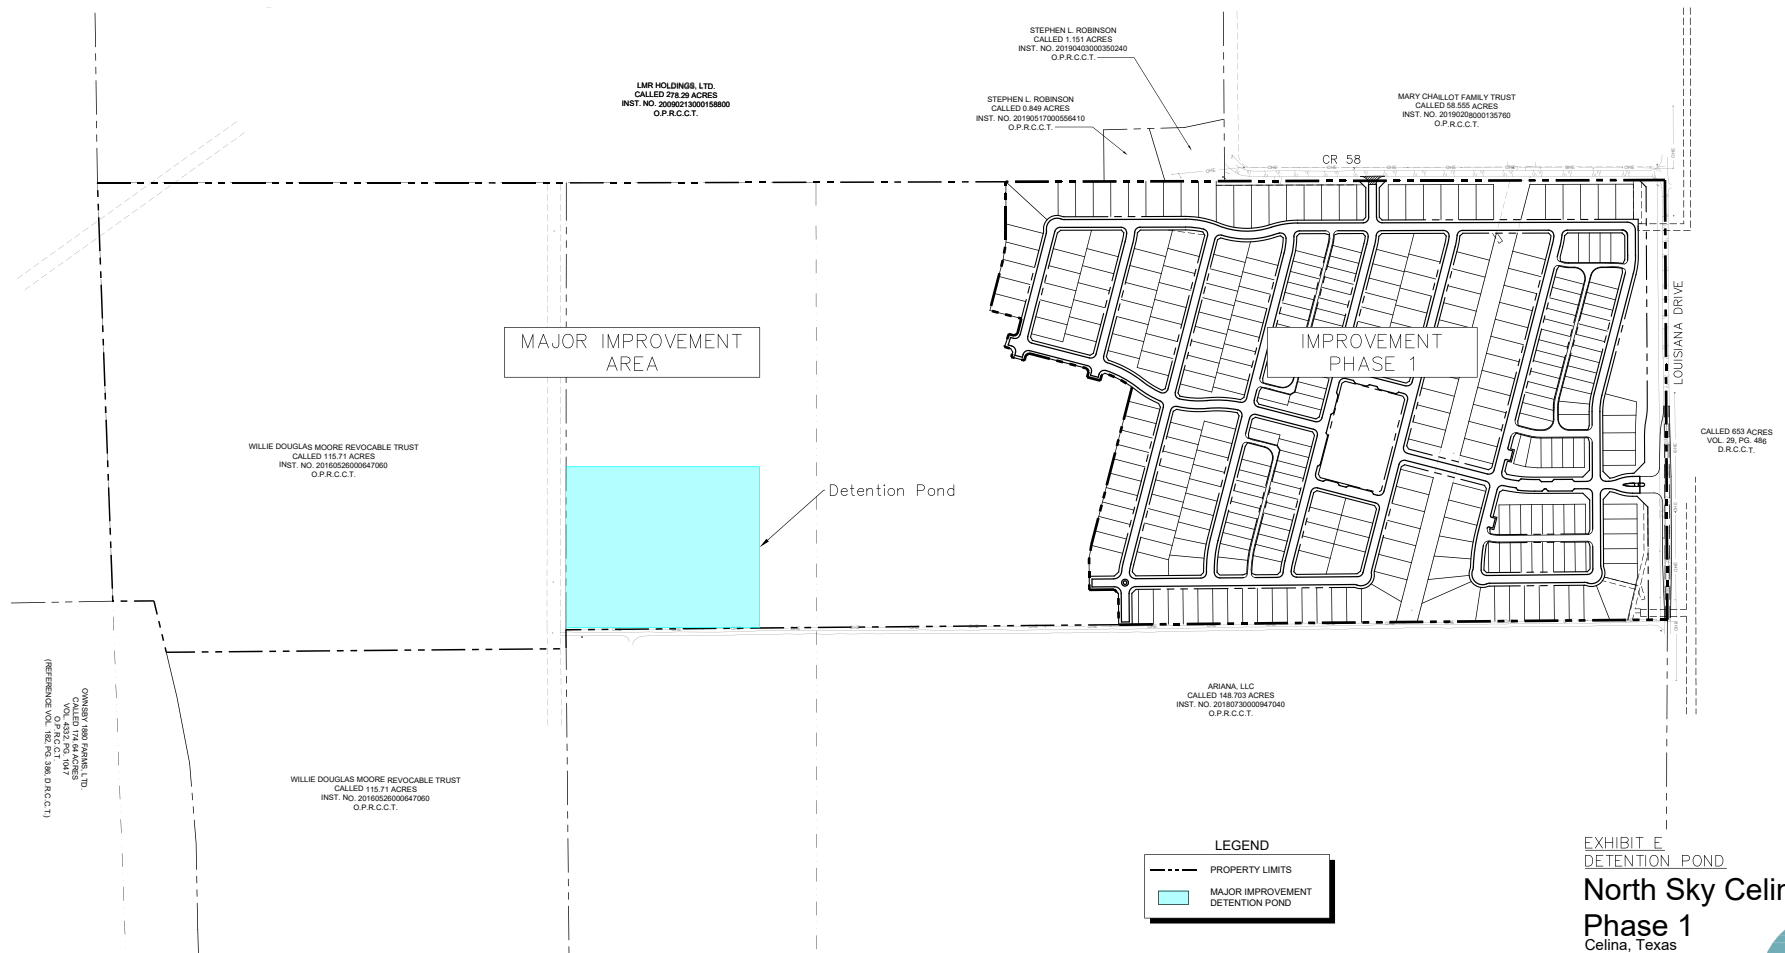 STEPHEN L. ROBINSON
CALLED 1.151 ACRES
INST. NO. 20190403000350240
O.P.R.C.C.T.
LMR HOLDINGS, LTD.
CALLED 278.29 ACRES
INST. NO. 20090213000158800
O.P.R.C.C.T.
STEPHEN L. ROBINSON
CALLED 0.849 ACRES
INST. NO. 20190517000556410
O.P.R.C.C.T.
MARY CHAILLOT FAMILY TRUST
CALLED 58.555 ACRES
INST. NO. 20190208000135760
O.P.R.C.C.T.
CR 58
MAJOR IMPROVEMENT
AREA
IMPROVEMENT
PHASE 1
LOUISIANA DRIVE
WILLIE DOUGLAS MOORE REVOCABLE TRUST
CALLED 115.71 ACRES
INST. NO. 20160526000647060
O.P.R.C.C.T.
CALLED 653 ACRES
VOL. 29, PG. 486
D.R.C.C.T.
Detention Pond
OWNSBY 1880 FARMS, LTD.
CALLED 174.64 ACRES
VOL. 4332, PG. 1047
O.P.R.C.C.T.
(REFERENCE VOL. 182, PG. 386, D.R.C.C.T.)
ARIANA, LLC
CALLED 148.703 ACRES
INST. NO. 20180730000947040
O.P.R.C.C.T.
WILLIE DOUGLAS MOORE REVOCABLE TRUST
CALLED 115.71 ACRES
INST. NO. 20160526000647060
O.P.R.C.C.T.
LEGEND
PROPERTY LIMITS
MAJOR IMPROVEMENT
DETENTION POND
EXHIBIT E
DETENTION POND
North Sky Celin
Phase 1
Celina, Texas